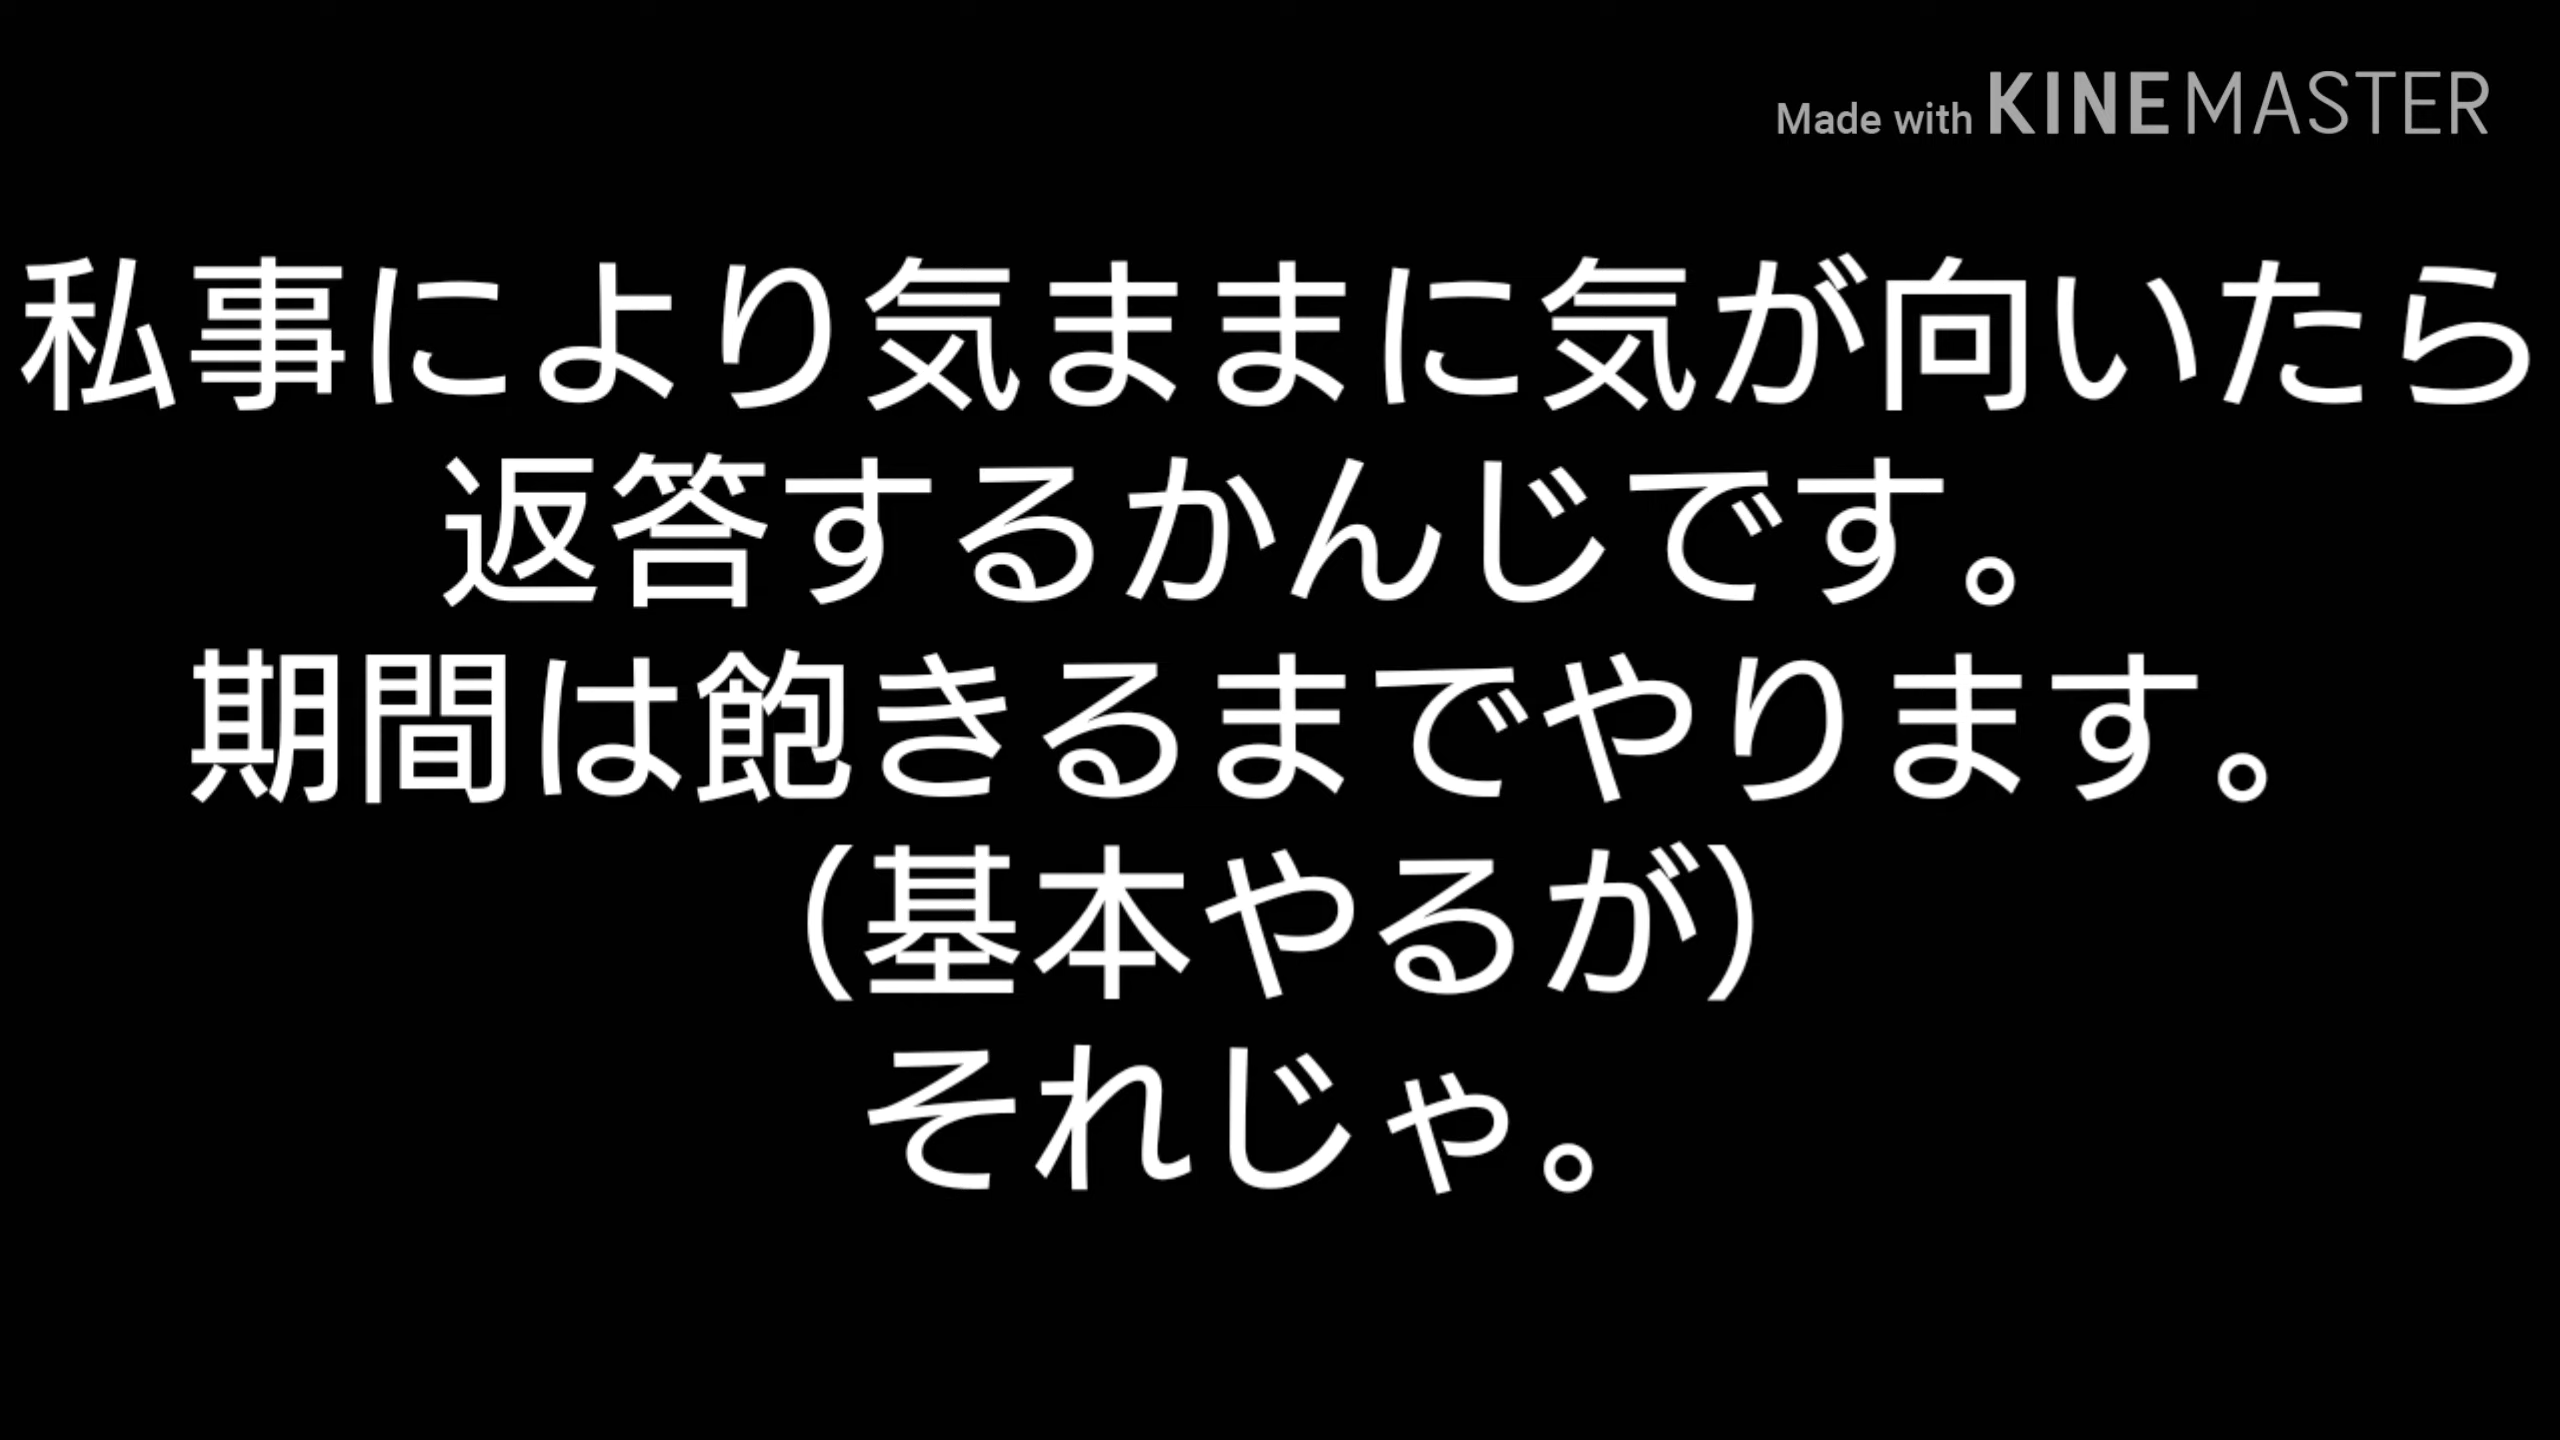 Made with KINEMASTER
私事により気ままに気が向いたら
返答するかんじです。
期間は飽きるまでやります。
（基本やるが）
それじゃ。